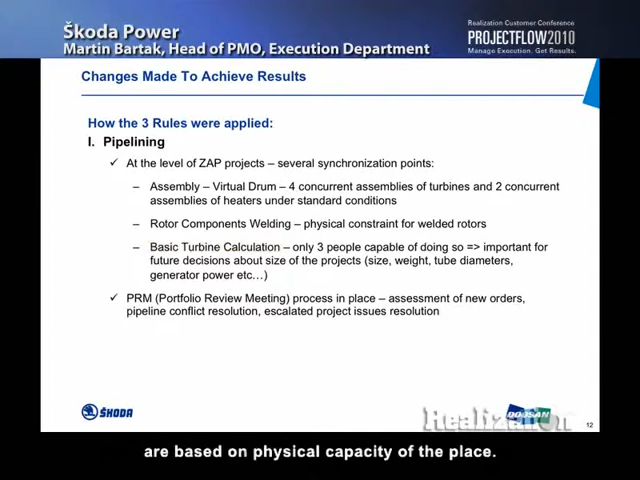 Škoda Power
Martin Bartak, Head of PMO, Execution Department
Realization Customer Conference
PROJECTFLOW2010
Manage Execution. Get Results.
Changes Made To Achieve Results
How the 3 Rules were applied:
I. Pipelining
✓ At the level of ZAP projects – several synchronization points:
– Assembly – Virtual Drum – 4 concurrent assemblies of turbines and 2 concurrent
assemblies of heaters under standard conditions
– Rotor Components Welding – physical constraint for welded rotors
– Basic Turbine Calculation – only 3 people capable of doing so => important for
future decisions about size of the projects (size, weight, tube diameters,
generator power etc…)
✓ PRM (Portfolio Review Meeting) process in place – assessment of new orders,
pipeline conflict resolution, escalated project issues resolution
ŠKODA
DOOSAN
Realization
12
are based on physical capacity of the place.